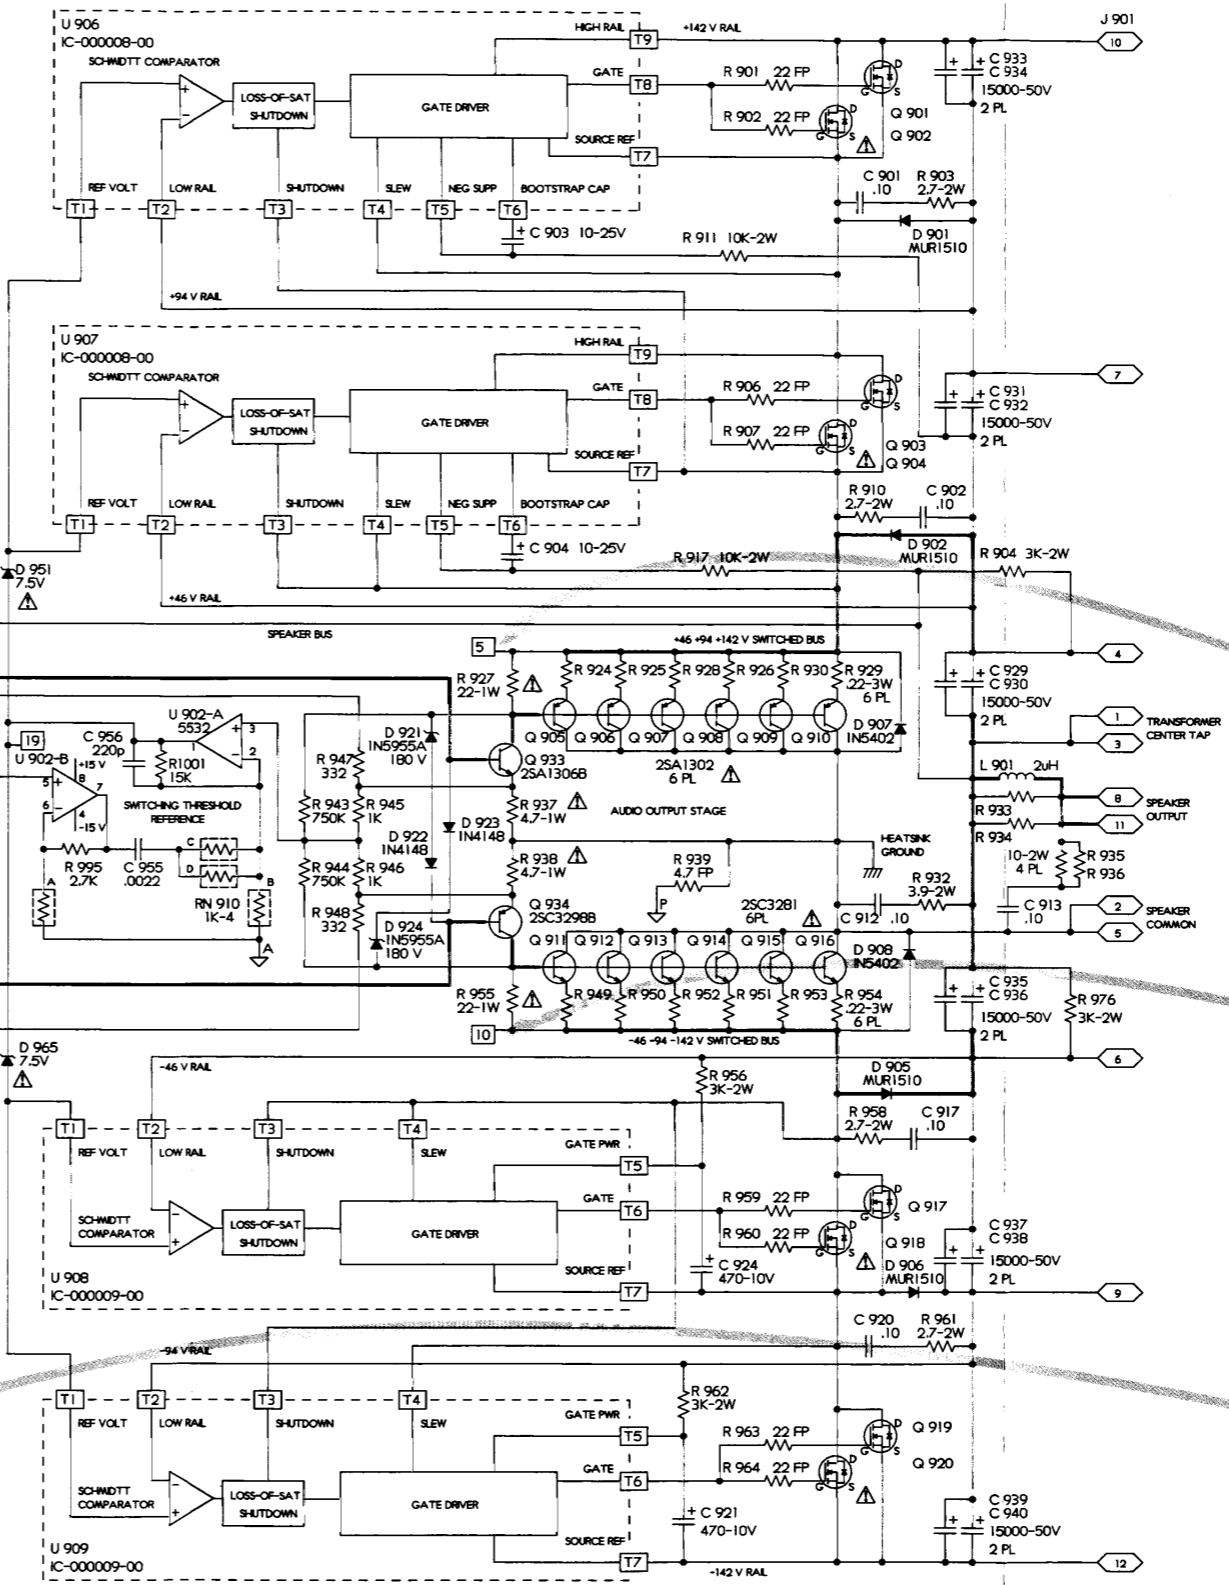 U 906
IC-000008-00
SCHMIDTT COMPARATOR
HIGH RAIL
T9
+142 V RAIL
J 901
10
LOSS-OF-SAT
SHUTDOWN
GATE DRIVER
GATE
T8
R 901 22 FP
R 902 22 FP
D
G
S
D
G
S
Q 901
Q 902
+ C 933
+ C 934
15000-50V
2 PL
SOURCE REF
T7
REF VOLT
LOW RAIL
SHUTDOWN
SLEW
NEG SUPP
BOOTSTRAP CAP
T1
T2
T3
T4
T5
T6
+ C 903 10-25V
C 901
.10
R 903
2.7-2W
D 901
MUR1510
R 911 10K-2W
+94 V RAIL
U 907
IC-000008-00
SCHMIDTT COMPARATOR
HIGH RAIL
T9
7
LOSS-OF-SAT
SHUTDOWN
GATE DRIVER
GATE
T8
R 906 22 FP
R 907 22 FP
D
G
S
D
G
S
Q 903
Q 904
+ C 931
+ C 932
15000-50V
2 PL
SOURCE REF
T7
REF VOLT
LOW RAIL
SHUTDOWN
SLEW
NEG SUPP
BOOTSTRAP CAP
T1
T2
T3
T4
T5
T6
+ C 904 10-25V
R 910
2.7-2W
C 902
.10
D 902
MUR1510
R 917 10K-2W
R 904 3K-2W
D 951
7.5V
+46 V RAIL
SPEAKER BUS
5
+46 +94 +142 V SWITCHED BUS
4
R 927
22-1W
R 924
R 925
R 928
R 926
R 930
R 929
.22-3W
6 PL
+ C 929
+ C 930
15000-50V
2 PL
Q 905
Q 906
Q 907
Q 908
Q 909
Q 910
D 907
IN5402
2SA1302
6 PL
1
3
TRANSFORMER
CENTER TAP
19
U 902-B
C 956
220p
U 902-A
5532
3
1
2
R1001
15K
+15 V
8
5
6
7
4
-15 V
D 921
IN5955A
180 V
Q 933
2SA1306B
R 947
332
SWITCHING THRESHOLD
REFERENCE
R 943
750K
R 945
1K
D 923
IN4148
D 922
IN4148
R 937
4.7-1W
AUDIO OUTPUT STAGE
L 901 2uH
R 933
R 934
8
11
SPEAKER
OUTPUT
R 995
2.7K
C 955
.0022
C
D
RN 910
1K-4
A
B
A
R 944
750K
R 946
1K
R 938
4.7-1W
R 939
4.7 FP
P
HEATSINK
GROUND
R 932
3.9-2W
C 912 .10
10-2W
4 PL
R 935
R 936
C 913
.10
2
5
SPEAKER
COMMON
R 948
332
D 924
IN5955A
180 V
Q 934
2SC3298B
2SC3281
6PL
Q 911
Q 912
Q 913
Q 914
Q 915
Q 916
D 908
IN5402
R 955
22-1W
R 949
R 950
R 952
R 951
R 953
R 954
.22-3W
6 PL
+ C 935
+ C 936
15000-50V
2 PL
R 976
3K-2W
10
-46 -94 -142 V SWITCHED BUS
6
D 965
7.5V
-46 V RAIL
R 956
3K-2W
D 905
MUR1510
R 958
2.7-2W
C 917
.10
T1
T2
T3
T4
REF VOLT
LOW RAIL
SHUTDOWN
SLEW
GATE PWR
T5
SCHMIDTT
COMPARATOR
LOSS-OF-SAT
SHUTDOWN
GATE DRIVER
GATE
T6
R 959 22 FP
R 960 22 FP
D
G
S
D
G
S
Q 917
Q 918
D 906
MUR1510
+ C 937
+ C 938
15000-50V
2 PL
+ C 924
470-10V
SOURCE REF
T7
9
U 908
IC-000009-00
C 920
.10
R 961
2.7-2W
-94 V RAIL
R 962
3K-2W
T1
T2
T3
T4
REF VOLT
LOW RAIL
SHUTDOWN
SLEW
GATE PWR
T5
SCHMIDTT
COMPARATOR
LOSS-OF-SAT
SHUTDOWN
GATE DRIVER
GATE
T6
R 963 22 FP
R 964 22 FP
D
G
S
D
G
S
Q 919
Q 920
+ C 921
470-10V
C 939
+ C 940
+ 15000-50V
2 PL
SOURCE REF
T7
-142 V RAIL
12
U 909
IC-000009-00